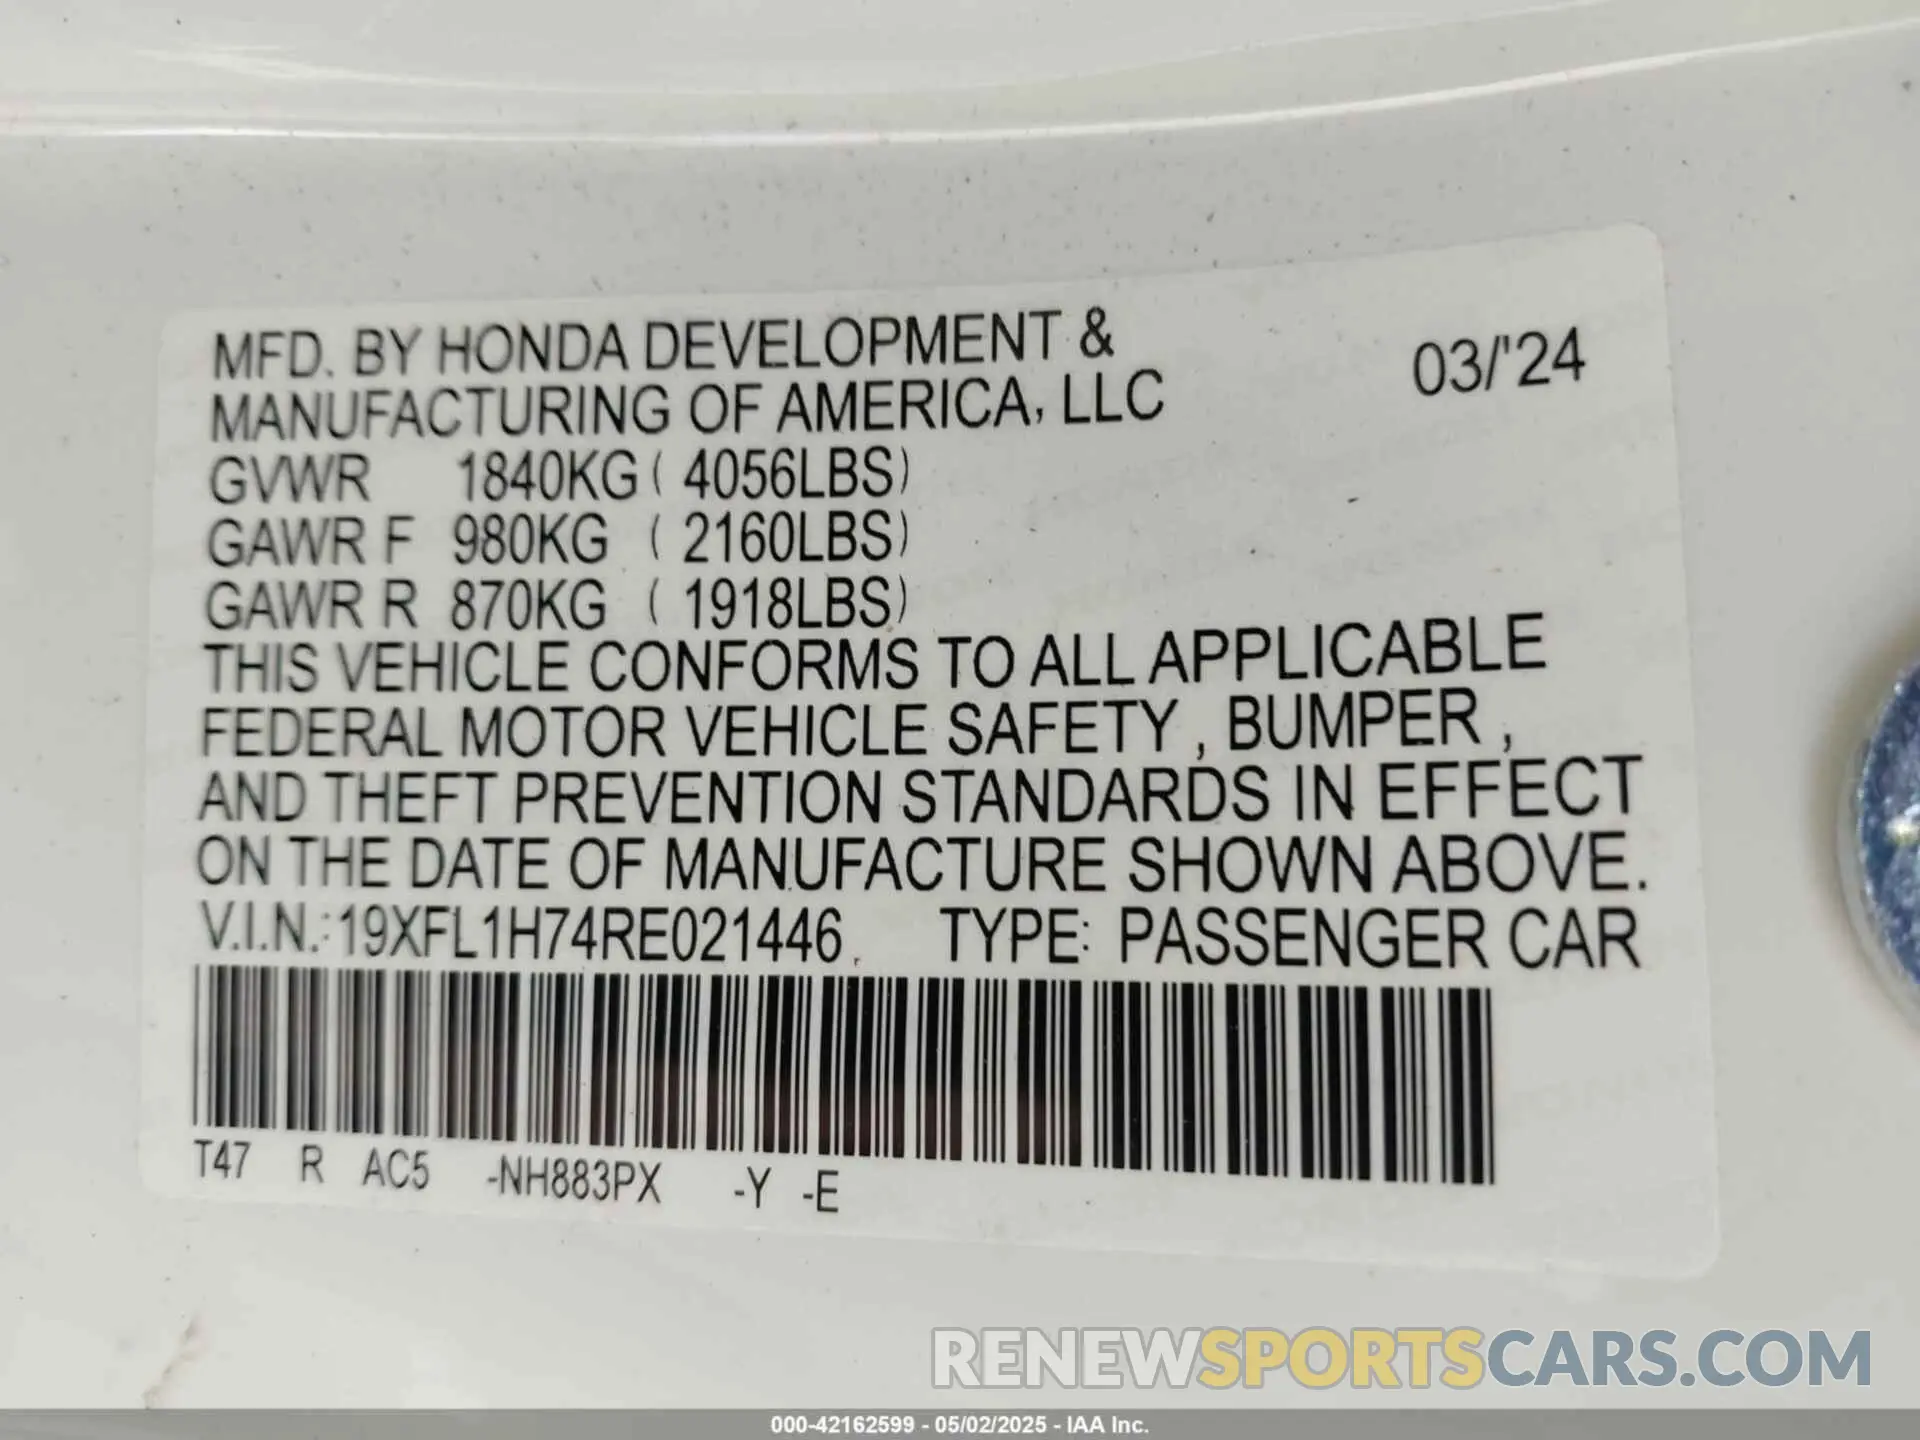 MFD. BY HONDA DEVELOPMENT &
MANUFACTURING OF AMERICA, LLC
03/'24
GVWR 1840KG ( 4056LBS)
GAWR F 980KG ( 2160LBS)
GAWR R 870KG ( 1918LBS)
THIS VEHICLE CONFORMS TO ALL APPLICABLE
FEDERAL MOTOR VEHICLE SAFETY , BUMPER ,
AND THEFT PREVENTION STANDARDS IN EFFECT
ON THE DATE OF MANUFACTURE SHOWN ABOVE.
V.I.N.:19XFL1H74RE021446 TYPE: PASSENGER CAR
T47 R AC5 -NH883PX -Y -E
RENEWSPORTSCARS.COM
000-42162599 - 05/02/2025 - IAA Inc.